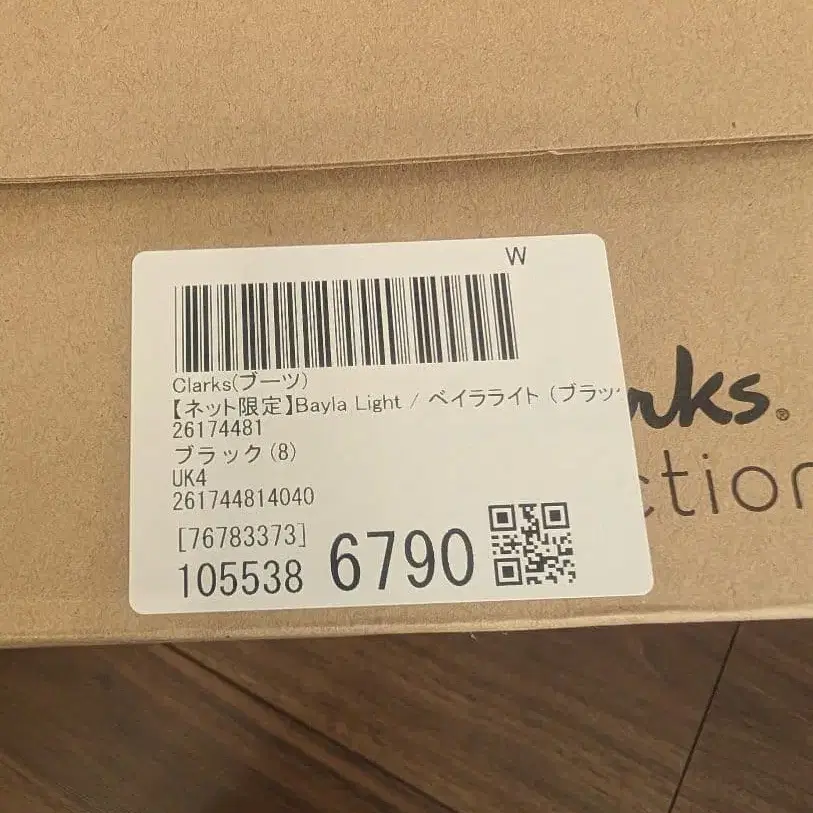 W
Clarks(ブーツ)
【ネット限定】Bayla Light / ベイラライト (ブラッ
26174481
ブラック(8)
UK4
261744814040
[76783373]
105538 6790
rks®
ction